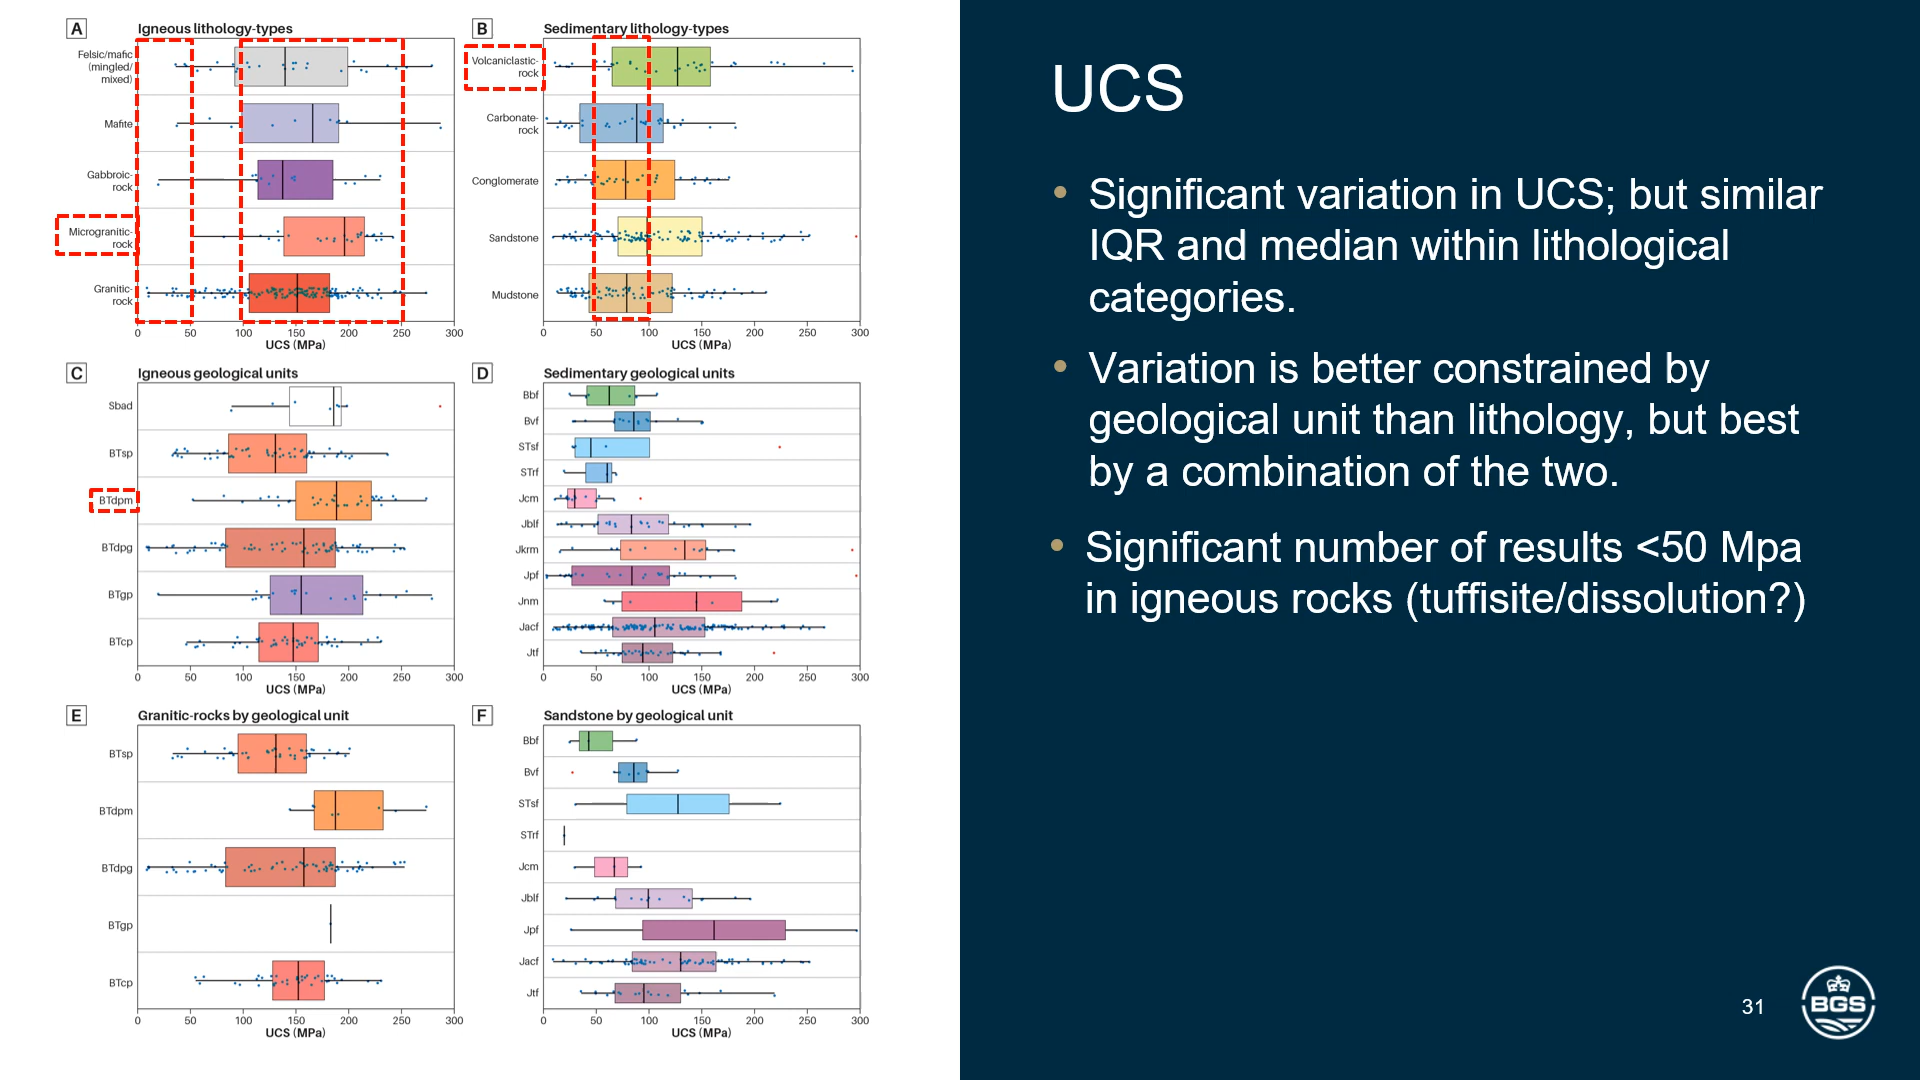 A Igneous lithology-types
Felsic/mafic
(mingled/
mixed)
Mafite
Gabbroic-
rock
Microgranitic-
rock
Granitic-
rock
0 50 100 150 200 250 300
UCS (MPa)
B Sedimentary lithology-types
Volcaniclastic-
rock
Carbonate-
rock
Conglomerate
Sandstone
Mudstone
0 50 100 150 200 250 300
UCS (MPa)
C Igneous geological units
Sbad
BTsp
BTdpm
BTdpg
BTgp
BTcp
0 50 100 150 200 250 300
UCS (MPa)
D Sedimentary geological units
Bbf
Bvf
STsf
STrf
Jcm
Jblf
Jkrm
Jpf
Jnm
Jacf
Jtf
0 50 100 150 200 250 300
UCS (MPa)
E Granitic-rocks by geological unit
BTsp
BTdpm
BTdpg
BTgp
BTcp
0 50 100 150 200 250 300
UCS (MPa)
F Sandstone by geological unit
Bbf
Bvf
STsf
STrf
Jcm
Jblf
Jpf
Jacf
Jtf
0 50 100 150 200 250 300
UCS (MPa)
UCS
• Significant variation in UCS; but similar
IQR and median within lithological
categories.
• Variation is better constrained by
geological unit than lithology, but best
by a combination of the two.
• Significant number of results <50 Mpa
in igneous rocks (tuffisite/dissolution?)
31
BGS